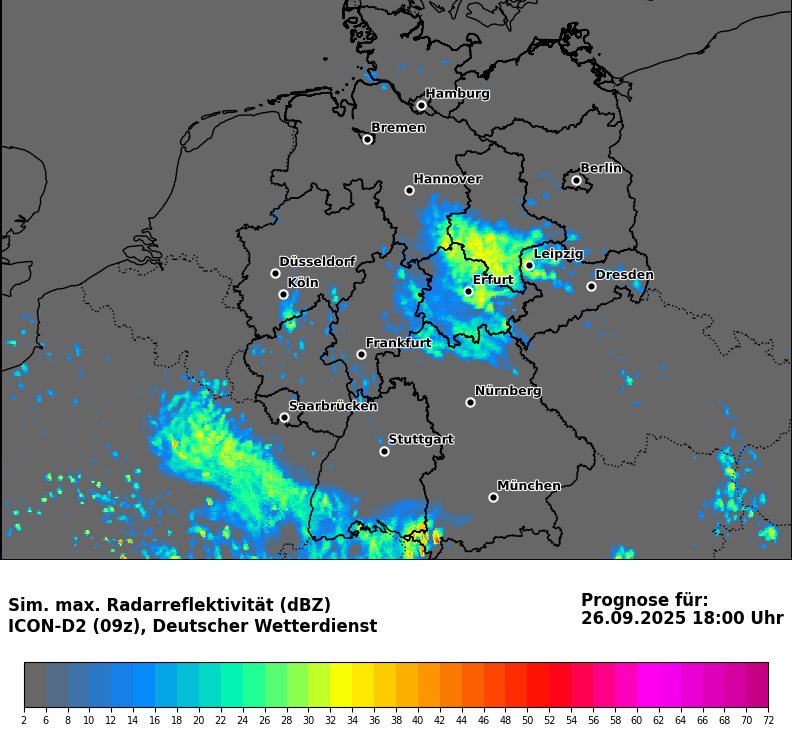 Hamburg
Bremen
Berlin
Hannover
Leipzig
Düsseldorf
Dresden
Köln
Erfurt
Frankfurt
Nürnberg
Saarbrücken
Stuttgart
München
Sim. max. Radarreflektivität (dBZ)
ICON-D2 (09z), Deutscher Wetterdienst
Prognose für:
26.09.2025 18:00 Uhr
2 6 8 10 12 14 16 18 20 22 24 26 28 30 32 34 36 38 40 42 44 46 48 50 52 54 56 58 60 62 64 66 68 70 72